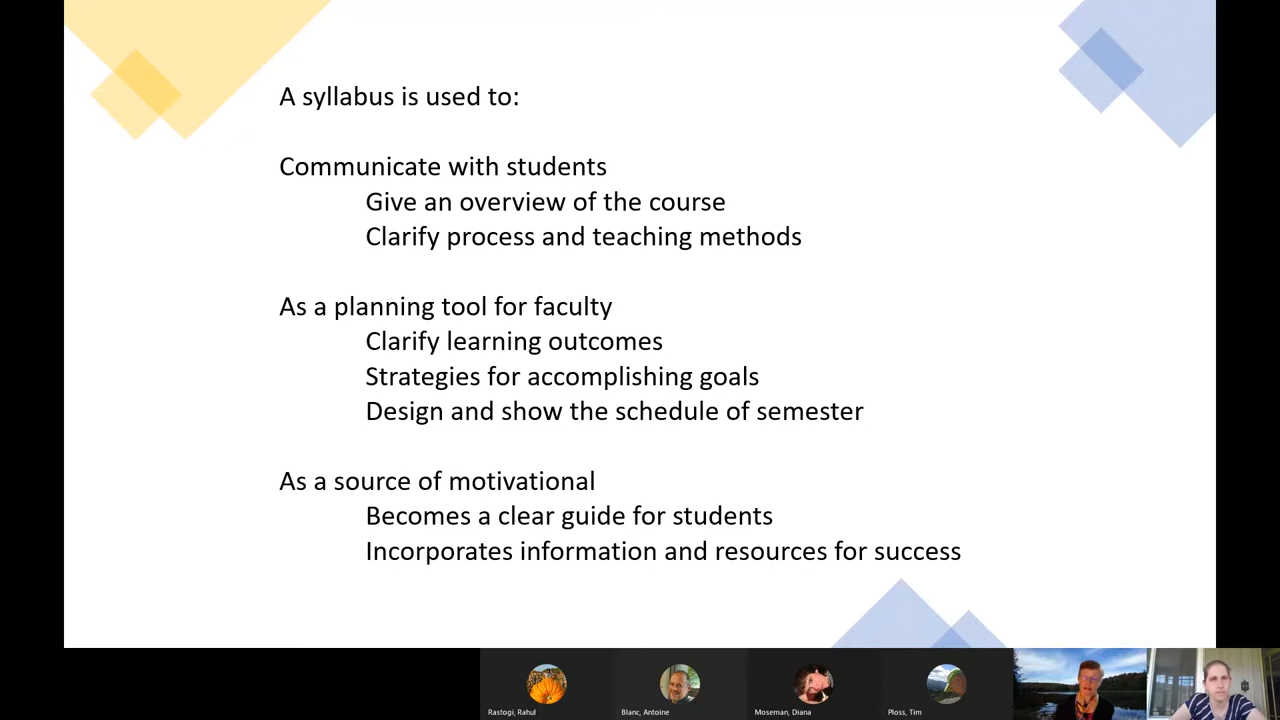 A syllabus is used to:
Communicate with students
Give an overview of the course
Clarify process and teaching methods
As a planning tool for faculty
Clarify learning outcomes
Strategies for accomplishing goals
Design and show the schedule of semester
As a source of motivational
Becomes a clear guide for students
Incorporates information and resources for success
Rastogi, Rahul
Blanc, Antoine
Moseman, Diana
Ploss, Tim